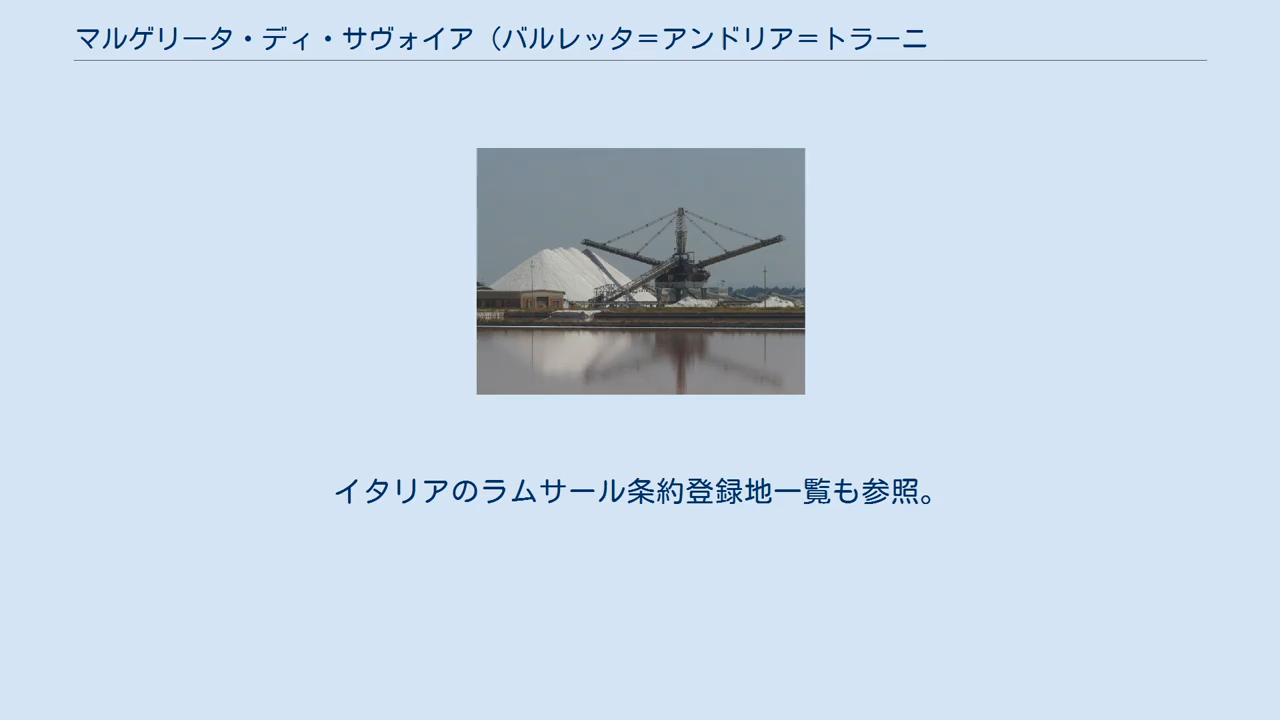 マルゲリータ・ディ・サヴォイア（バルレッタ＝アンドリア＝トラーニ
イタリアのラムサール条約登録地一覧も参照。